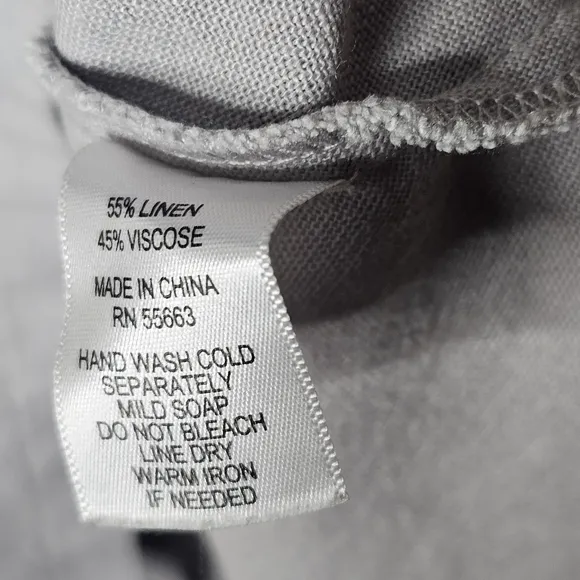 55% LINEN
45% VISCOSE
MADE IN CHINA
RN 55663
HAND WASH COLD
SEPARATELY
MILD SOAP
DO NOT BLEACH
LINE DRY
WARM IRON
IF NEEDED